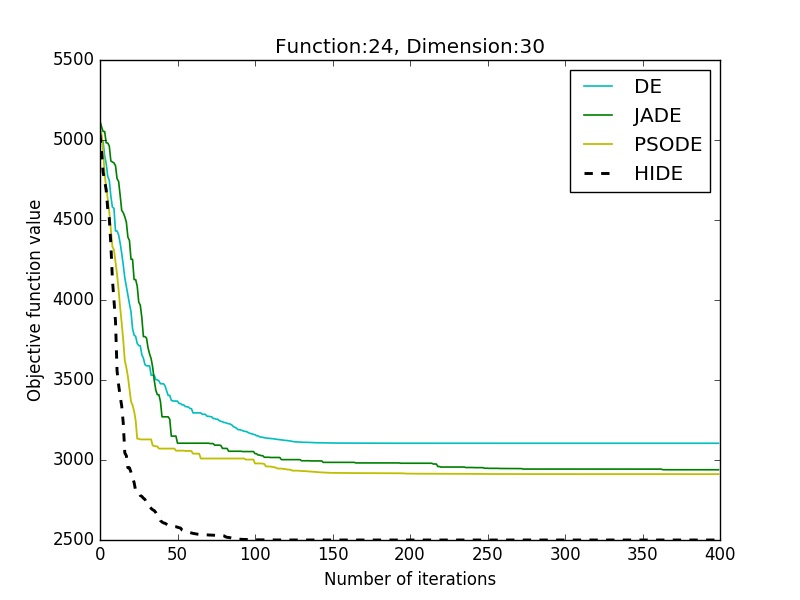 Function:24, Dimension:30
5500
5000
4500
4000
3500
3000
2500
Objective function value
DE
JADE
PSODE
HIDE
0 50 100 150 200 250 300 350 400
Number of iterations